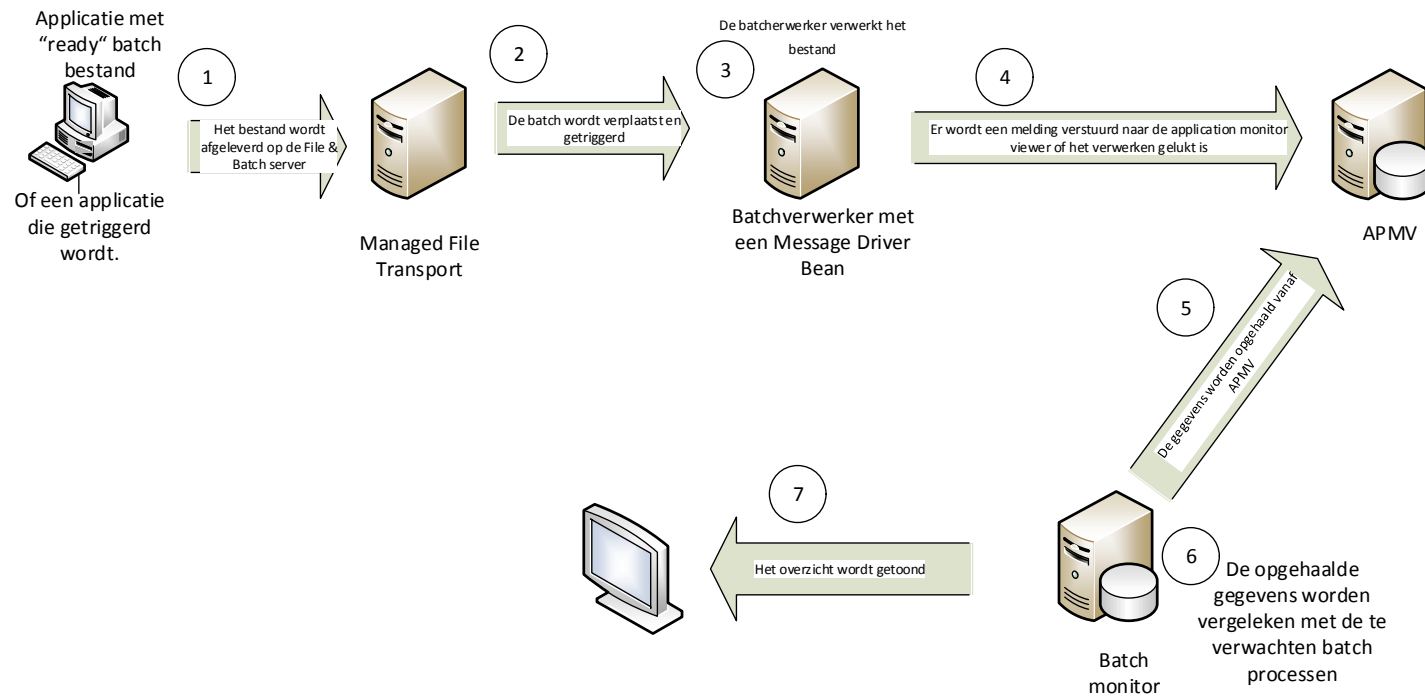 Applicatie met
“ready“ batch
bestand
1
Het bestand wordt
afgeleverd op de File &
Batch server
Of een applicatie
die getriggerd
wordt.
2
De batch wordt verplaatst en
getriggerd
Managed File
Transport
De batcherwerker verwerkt het
bestand
3
Batchverwerker met
een Message Driver
Bean
4
Er wordt een melding verstuurd naar de application monitor
viewer of het verwerken gelukt is
APMV
5
De gegevens worden opgehaald vanaf
APMV
7
Het overzicht wordt getoond
6
De opgehaalde
gegevens worden
vergeleken met de te
verwachten batch
processen
Batch
monitor